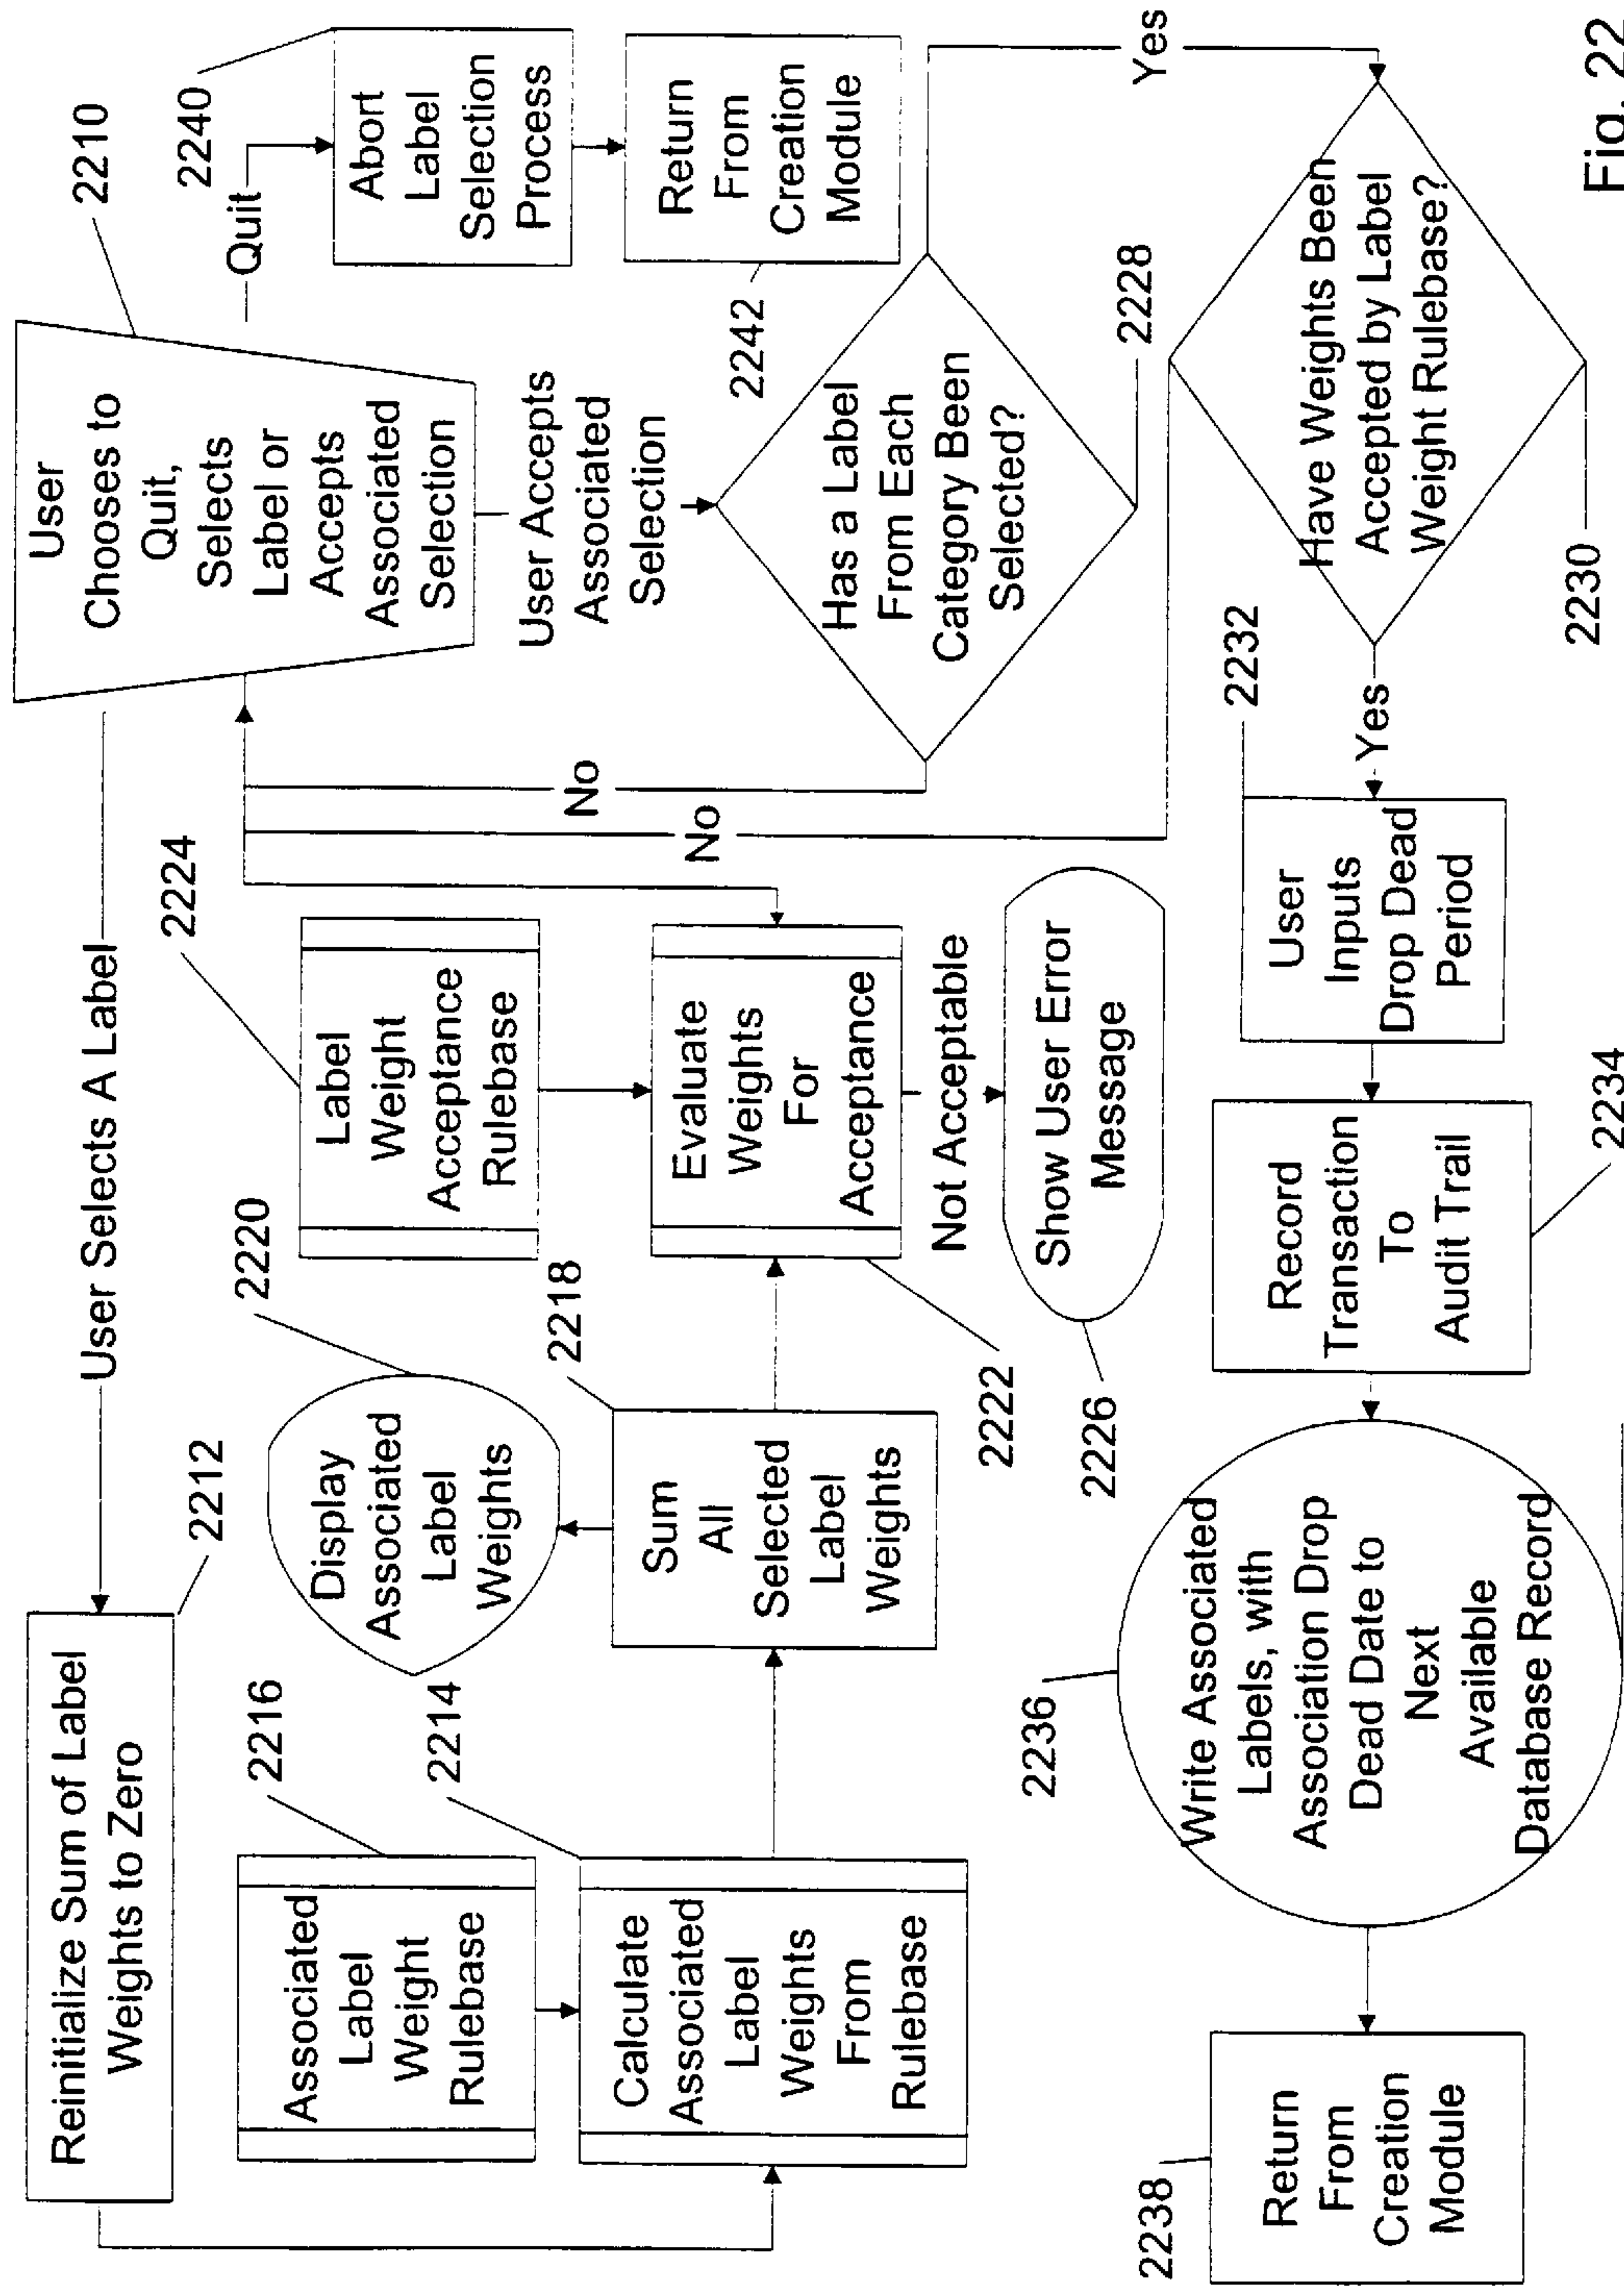 User
Chooses to
Quit,
Selects
Label or
Accepts
Associated
Selection
2210
Quit
2240
Abort
Label
Selection
Process
Return
From
Creation
Module
2242
User Selects A Label
Reinitialize Sum of Label
Weights to Zero
2212
2216
Associated
Label
Weight
Rulebase
2214
Calculate
Associated
Label
Weights
From
Rulebase
Display
Associated
Label
Weights
2220
2218
Sum
All
Selected
Label
Weights
2224
Label
Weight
Acceptance
Rulebase
Evaluate
Weights
For
Acceptance
2222
Not Acceptable
Show User Error
Message
2226
No
No
User Accepts
Associated
Selection
Has a Label
From Each
Category Been
Selected?
2228
Yes
Have Weights Been
Accepted by Label
Weight Rulebase?
2230
Yes
2232
User
Inputs
Drop Dead
Period
Record
Transaction
To
Audit Trail
2234
2236
Write Associated
Labels, with
Association Drop
Dead Date to
Next
Available
Database Record
2238
Return
From
Creation
Module
Fig. 22